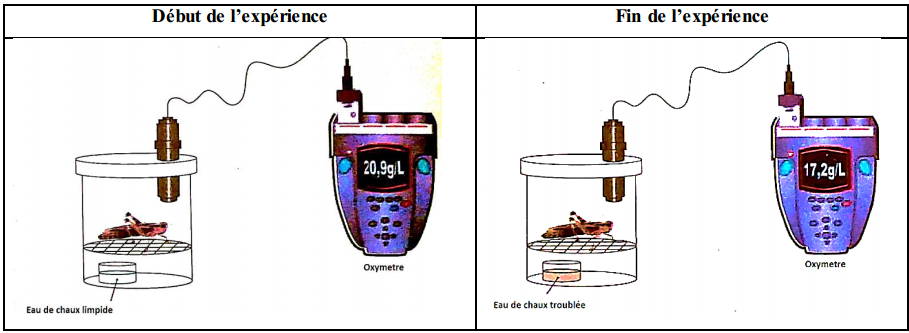 Début de l'expérience
Fin de l'expérience
20,9g/L
Oxymetre
Eau de chaux limpide
17,2g/L
Oxymetre
Eau de chaux troublée